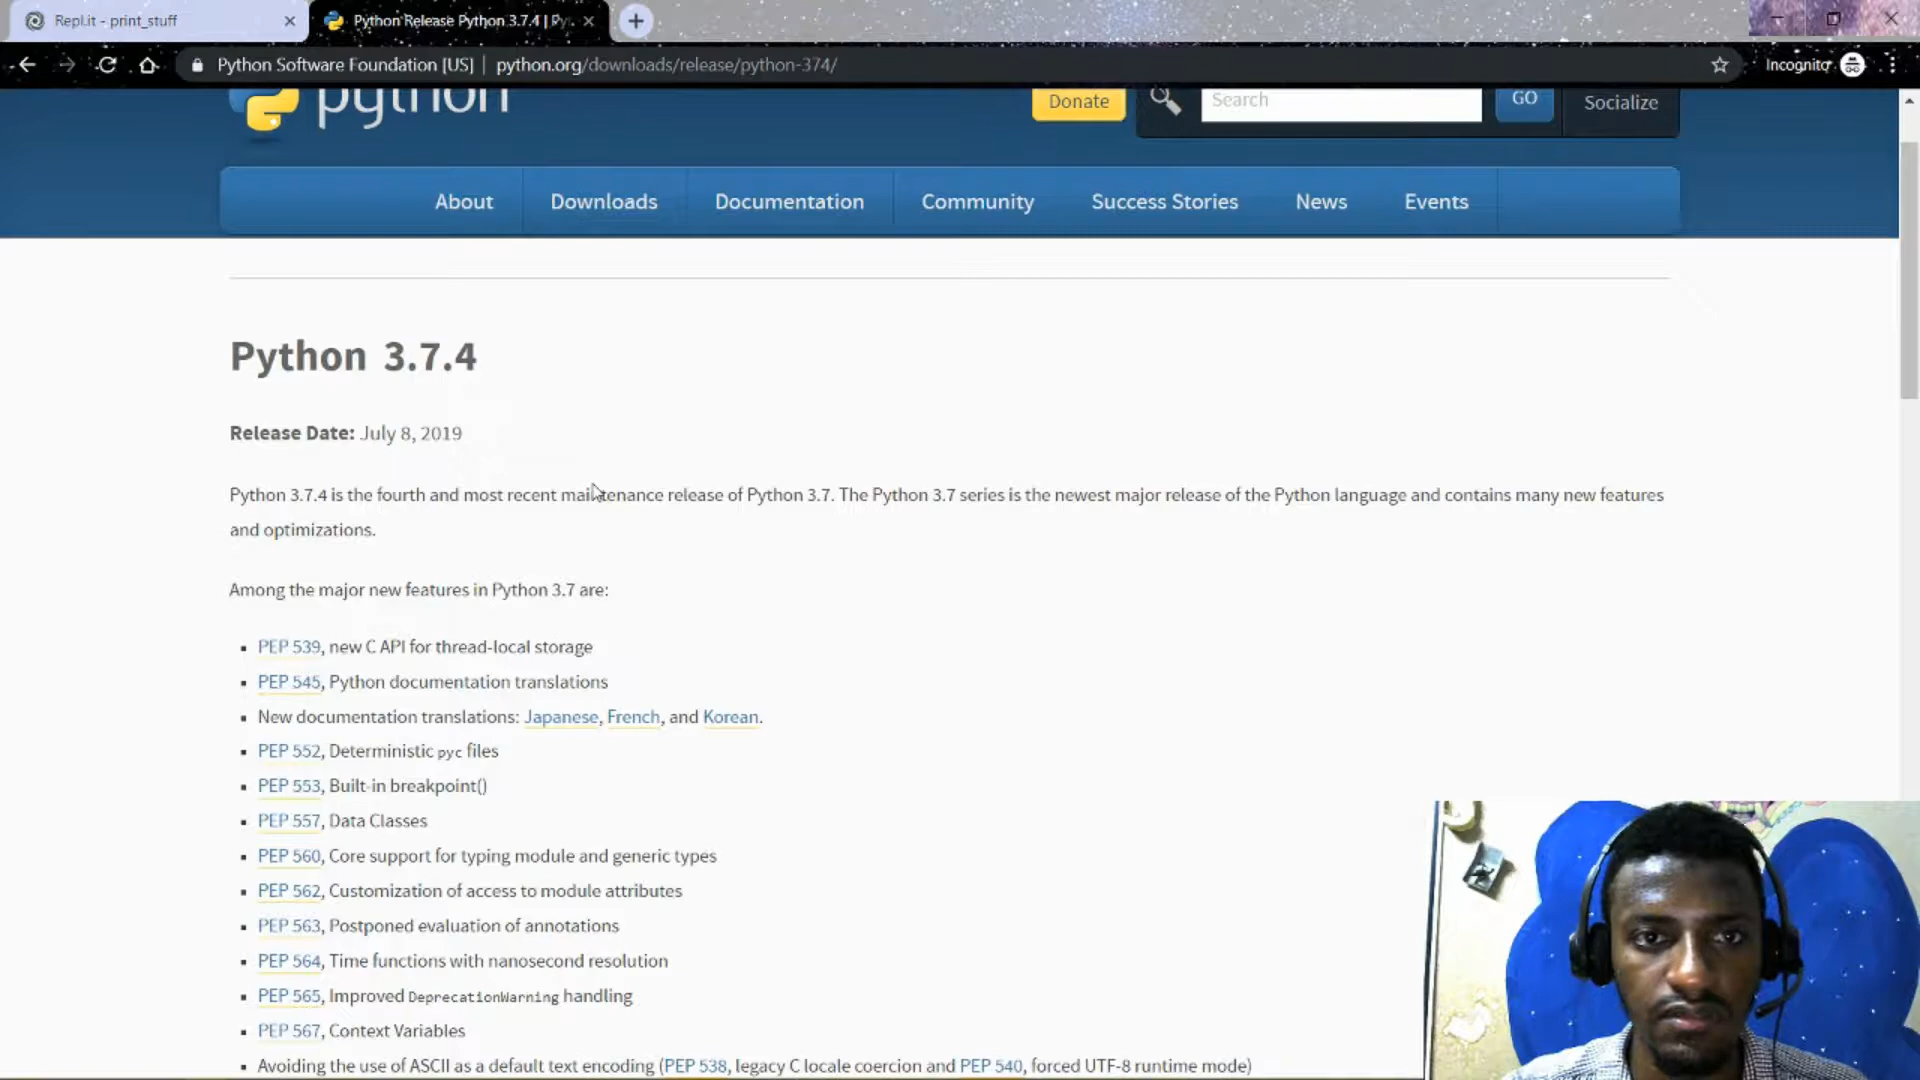 Repl.it - print_stuff
Python Release Python 3.7.4 | Py
Python Software Foundation [US] | python.org/downloads/release/python-374/
Incognito
python
Donate
Search
GO
Socialize
About
Downloads
Documentation
Community
Success Stories
News
Events
Python 3.7.4
Release Date: July 8, 2019
Python 3.7.4 is the fourth and most recent maintenance release of Python 3.7. The Python 3.7 series is the newest major release of the Python language and contains many new features
and optimizations.
Among the major new features in Python 3.7 are:
▪ PEP 539, new C API for thread-local storage
▪ PEP 545, Python documentation translations
▪ New documentation translations: Japanese, French, and Korean.
▪ PEP 552, Deterministic pyc files
▪ PEP 553, Built-in breakpoint()
▪ PEP 557, Data Classes
▪ PEP 560, Core support for typing module and generic types
▪ PEP 562, Customization of access to module attributes
▪ PEP 563, Postponed evaluation of annotations
▪ PEP 564, Time functions with nanosecond resolution
▪ PEP 565, Improved DeprecationWarning handling
▪ PEP 567, Context Variables
▪ Avoiding the use of ASCII as a default text encoding (PEP 538, legacy C locale coercion and PEP 540, forced UTF-8 runtime mode)